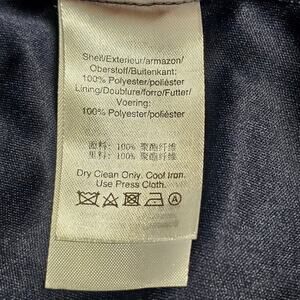 Shell/Exterieur/armazon/
Oberstoff/Buitenkant:
100% Polyester/poliéster
Lining/Doublure/forro/Futter/
Voering:
100% Polyester/poliéster
面料: 100% 聚酯纤维
里料: 100% 聚酯纤维
Dry Clean Only. Cool Iron.
Use Press Cloth.
A